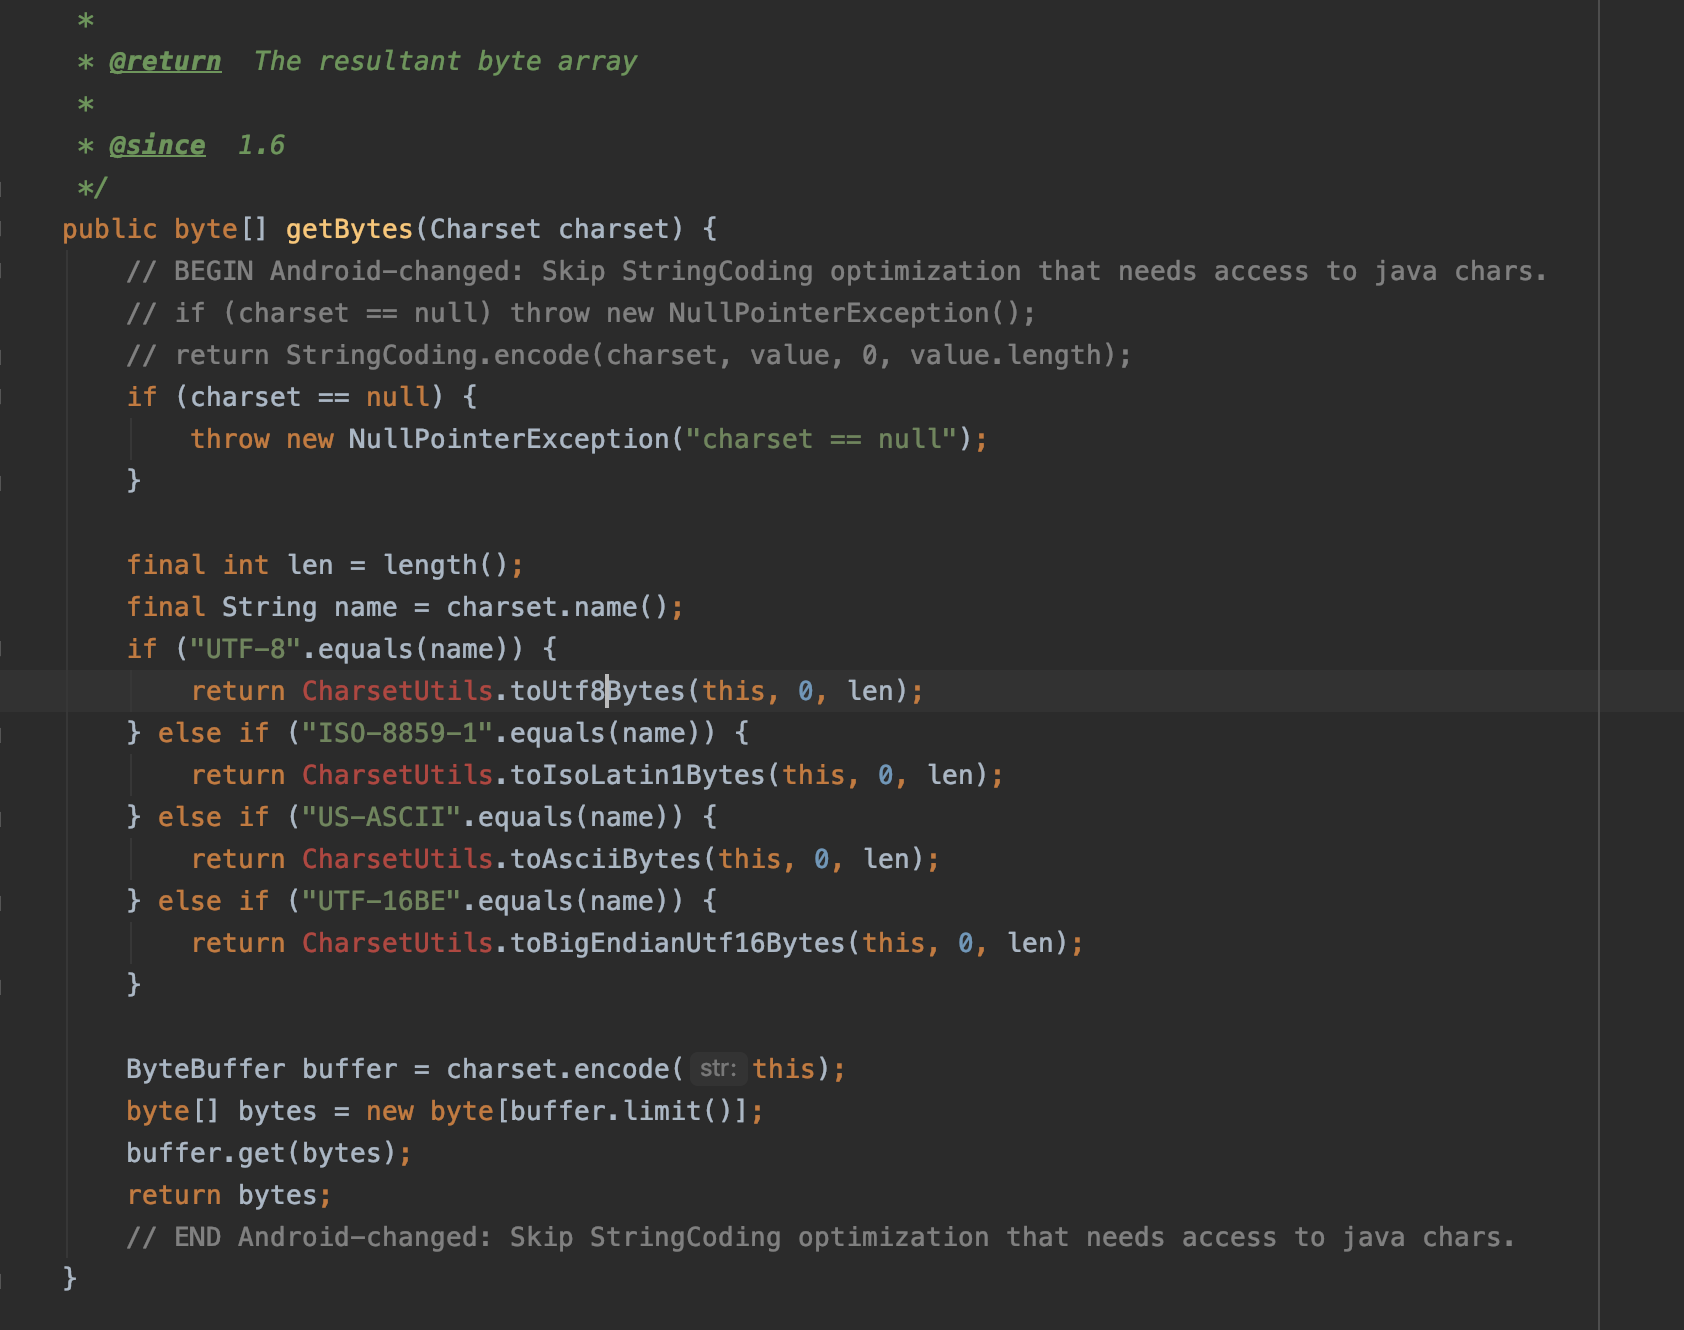 *
* @return  The resultant byte array
*
* @since  1.6
*/
public byte[] getBytes(Charset charset) {
// BEGIN Android-changed: Skip StringCoding optimization that needs access to java chars.
// if (charset == null) throw new NullPointerException();
// return StringCoding.encode(charset, value, 0, value.length);
if (charset == null) {
throw new NullPointerException("charset == null");
}
final int len = length();
final String name = charset.name();
if ("UTF-8".equals(name)) {
return CharsetUtils.toUtf8Bytes(this, 0, len);
} else if ("ISO-8859-1".equals(name)) {
return CharsetUtils.toIsoLatin1Bytes(this, 0, len);
} else if ("US-ASCII".equals(name)) {
return CharsetUtils.toAsciiBytes(this, 0, len);
} else if ("UTF-16BE".equals(name)) {
return CharsetUtils.toBigEndianUtf16Bytes(this, 0, len);
}
ByteBuffer buffer = charset.encode( str: this);
byte[] bytes = new byte[buffer.limit()];
buffer.get(bytes);
return bytes;
// END Android-changed: Skip StringCoding optimization that needs access to java chars.
}